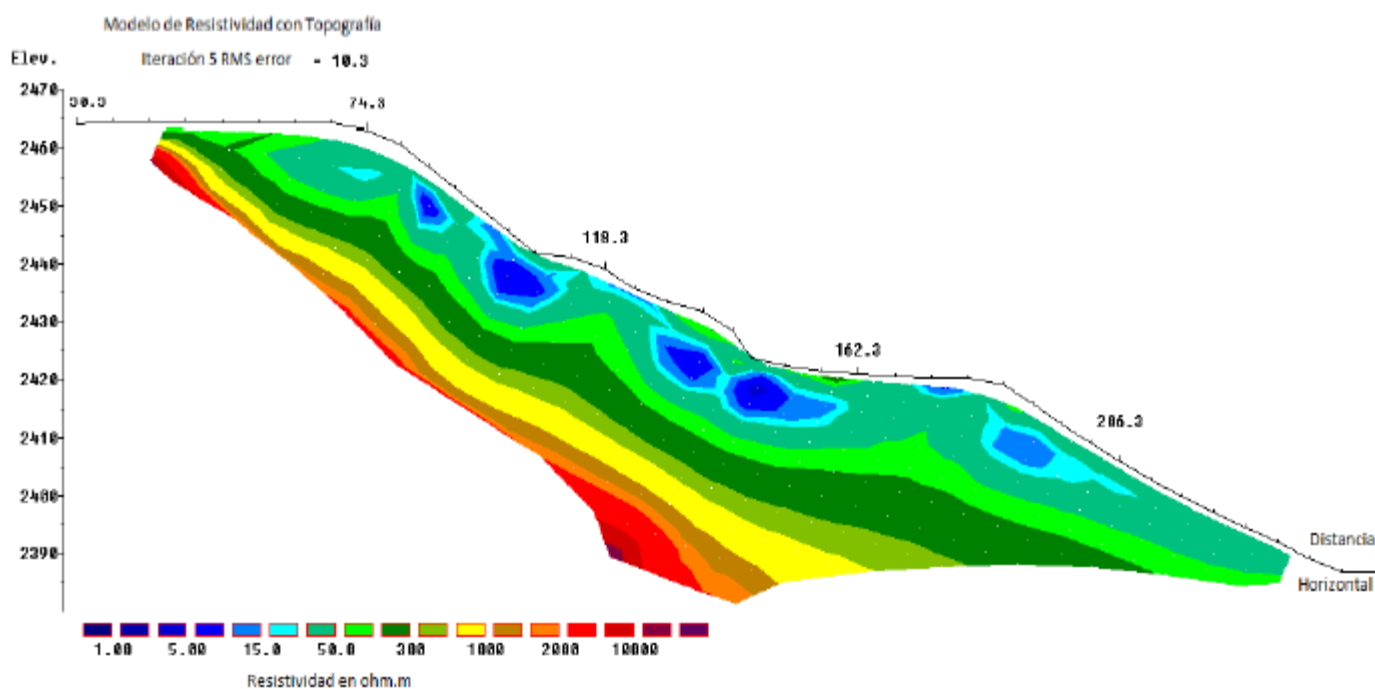 Modelo de Resistividad con Topografía
Elev.
Iteración 5 RMS error - 10.3
2470
30.3
74.3
2460
2450
118.3
2440
2430
162.3
2420
206.3
2410
2400
2390
Distancia
Horizontal
1.00 5.00 15.0 50.0 300 1000 2000 10000
Resistividad en ohm.m